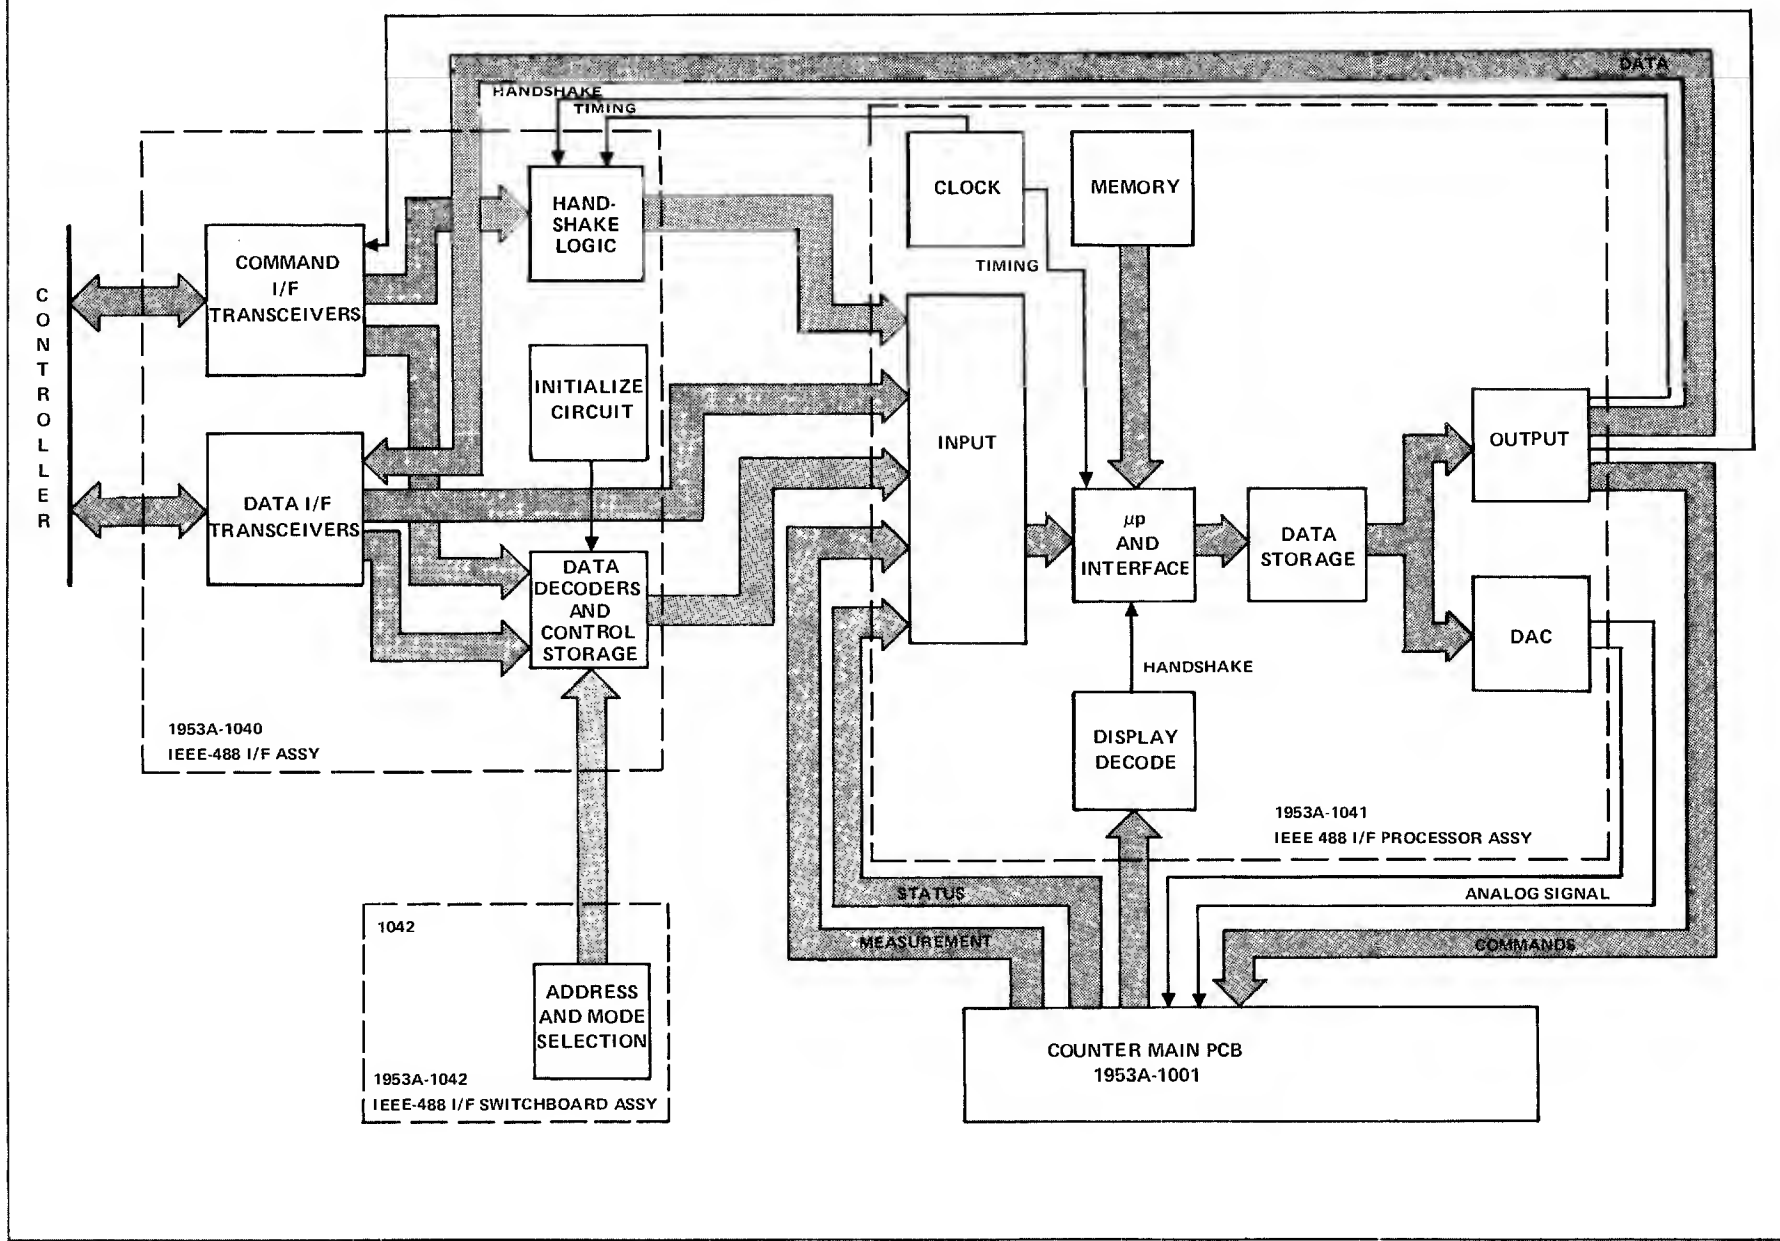 DATA
HANDSHAKE
TIMING
CLOCK
MEMORY
HAND-
SHAKE
LOGIC
COMMAND
I/F
TRANSCEIVERS
TIMING
CONTROLLER
INITIALIZE
CIRCUIT
INPUT
OUTPUT
DATA I/F
TRANSCEIVERS
μp
AND
INTERFACE
DATA
STORAGE
DATA
DECODERS
AND
CONTROL
STORAGE
DAC
HANDSHAKE
DISPLAY
DECODE
1953A-1040
IEEE-488 I/F ASSY
1953A-1041
IEEE 488 I/F PROCESSOR ASSY
STATUS
ANALOG SIGNAL
MEASUREMENT
COMMANDS
1042
ADDRESS
AND MODE
SELECTION
1953A-1042
IEEE-488 I/F SWITCHBOARD ASSY
COUNTER MAIN PCB
1953A-1001